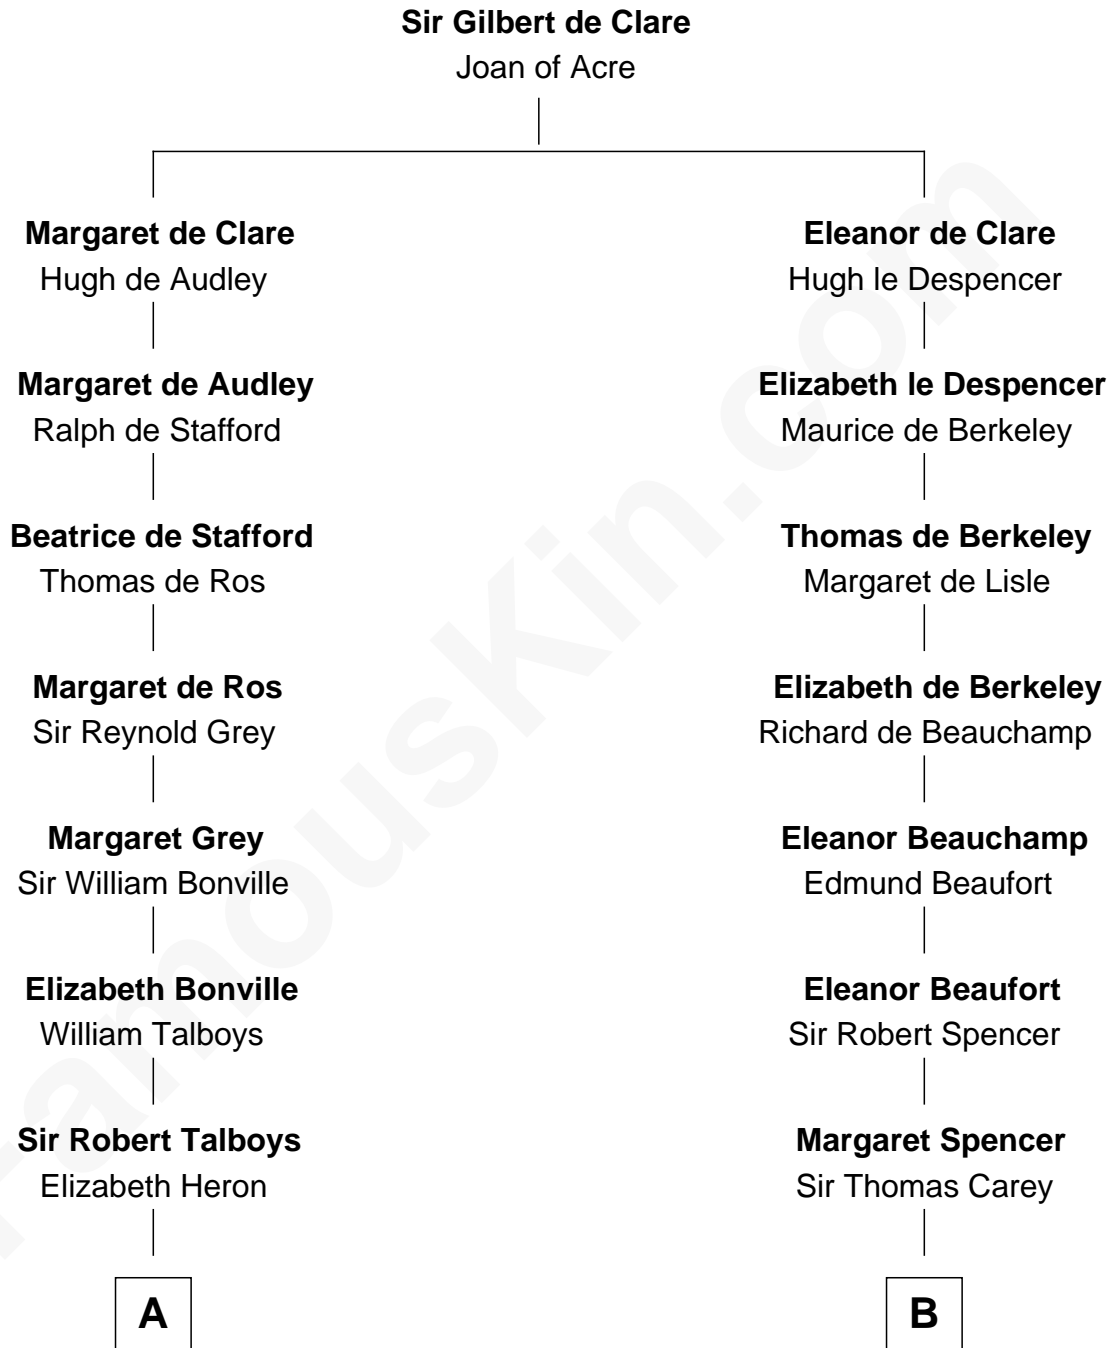 Sir Gilbert de Clare
Joan of Acre
Margaret de Clare
Hugh de Audley
Eleanor de Clare
Hugh le Despencer
Margaret de Audley
Ralph de Stafford
Elizabeth le Despencer
Maurice de Berkeley
Beatrice de Stafford
Thomas de Ros
Thomas de Berkeley
Margaret de Lisle
Margaret de Ros
Sir Reynold Grey
Elizabeth de Berkeley
Richard de Beauchamp
Margaret Grey
Sir William Bonville
Eleanor Beauchamp
Edmund Beaufort
Elizabeth Bonville
William Talboys
Eleanor Beaufort
Sir Robert Spencer
Sir Robert Talboys
Elizabeth Heron
Margaret Spencer
Sir Thomas Carey
A
B
FamousKin.com